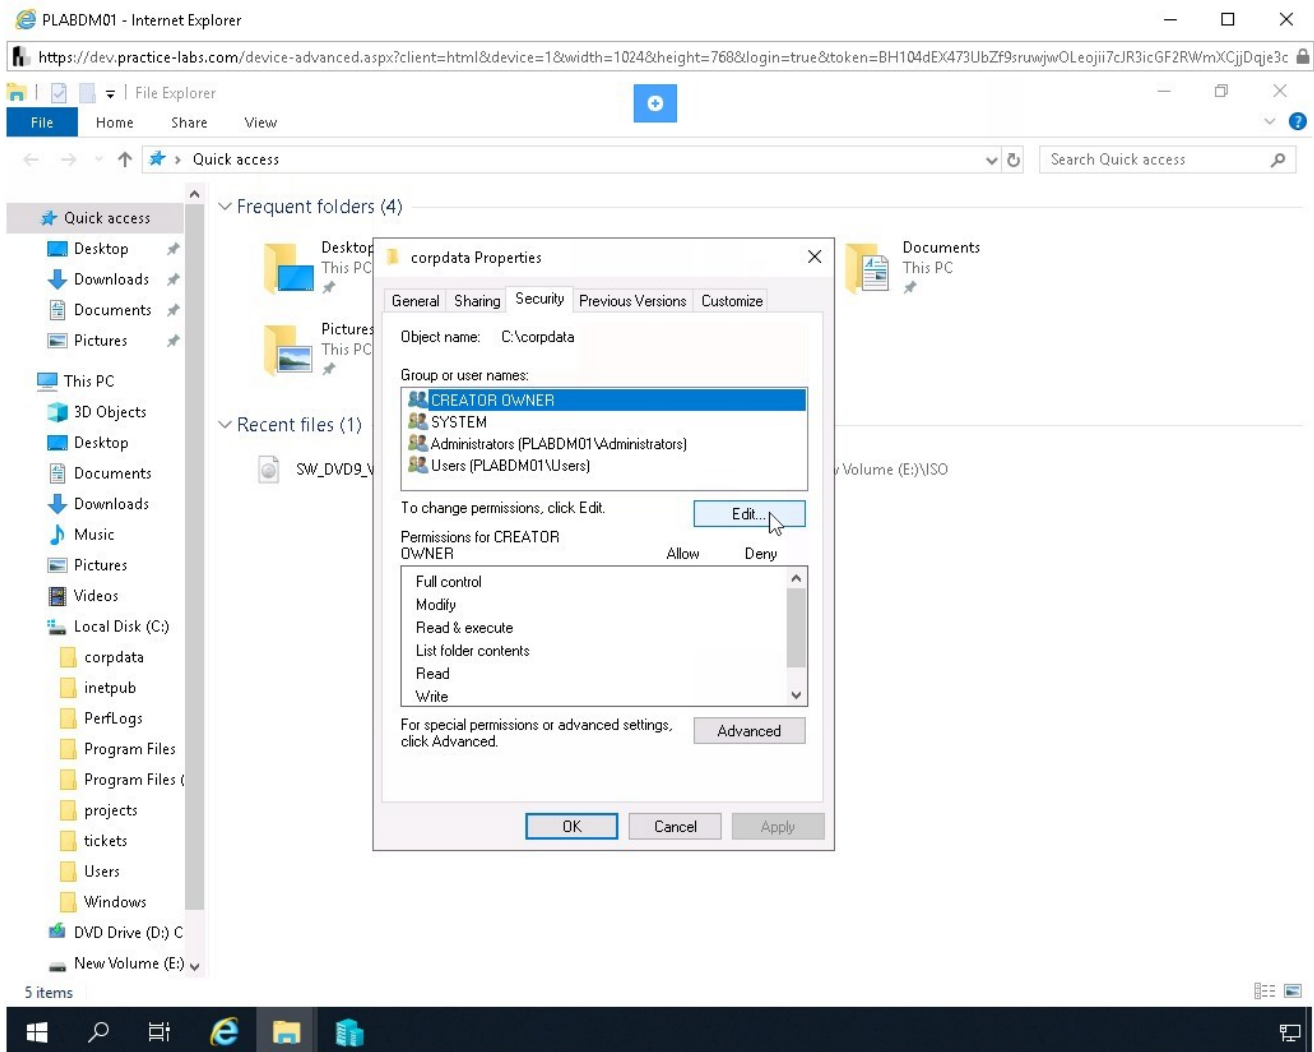 PLABDM01 - Internet Explorer
https://dev.practice-labs.com/device-advanced.aspx?client=html&device=1&width=1024&height=768&login=true&token=BH104dEX473UbZf9sruwjwOLeojii7cJR3icGF2RWmXCjjDqje3c
File Explorer
File Home Share View
Quick access
Search Quick access
Quick access
Desktop
Downloads
Documents
Pictures
This PC
3D Objects
Desktop
Documents
Downloads
Music
Pictures
Videos
Local Disk (C:)
corpdata
inetpub
PerfLogs
Program Files
Program Files (
projects
tickets
Users
Windows
DVD Drive (D:) C
New Volume (E:)
Frequent folders (4)
Desktop
This PC
Documents
This PC
Pictures
This PC
Recent files (1)
SW_DVD9_
Volume (E:)\ISO
corpdata Properties
General Sharing Security Previous Versions Customize
Object name: C:\corpdata
Group or user names:
CREATOR OWNER
SYSTEM
Administrators (PLABDM01\Administrators)
Users (PLABDM01\Users)
To change permissions, click Edit.
Edit...
Permissions for CREATOR
OWNER Allow Deny
Full control
Modify
Read & execute
List folder contents
Read
Write
For special permissions or advanced settings,
click Advanced.
Advanced
OK Cancel Apply
5 items